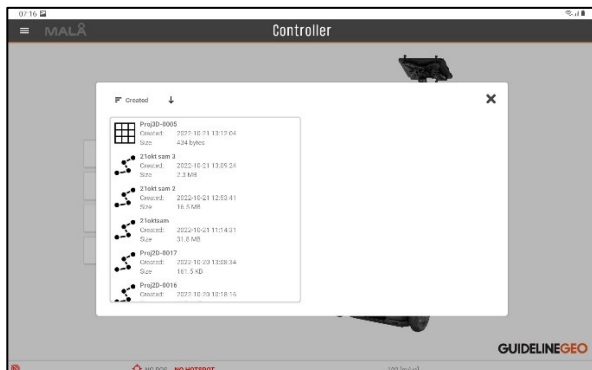 07:16
MALÅ
Controller
Created
Proj3D-0005
Created: 2022-10-21 13:12:04
Size 434 bytes
21okt sam 3
Created: 2022-10-21 13:09:24
Size 2.3 MB
21okt sam 2
Created: 2022-10-21 12:53:41
Size 16.5 MB
21oktsam
Created: 2022-10-21 11:14:21
Size 31.8 MB
Proj2D-0017
Created: 2022-10-20 13:08:34
Size 161.5 KB
Proj2D-0016
Created: 2022-10-20 10:18:16
GUIDELINEGEO
NO HOTSPOT